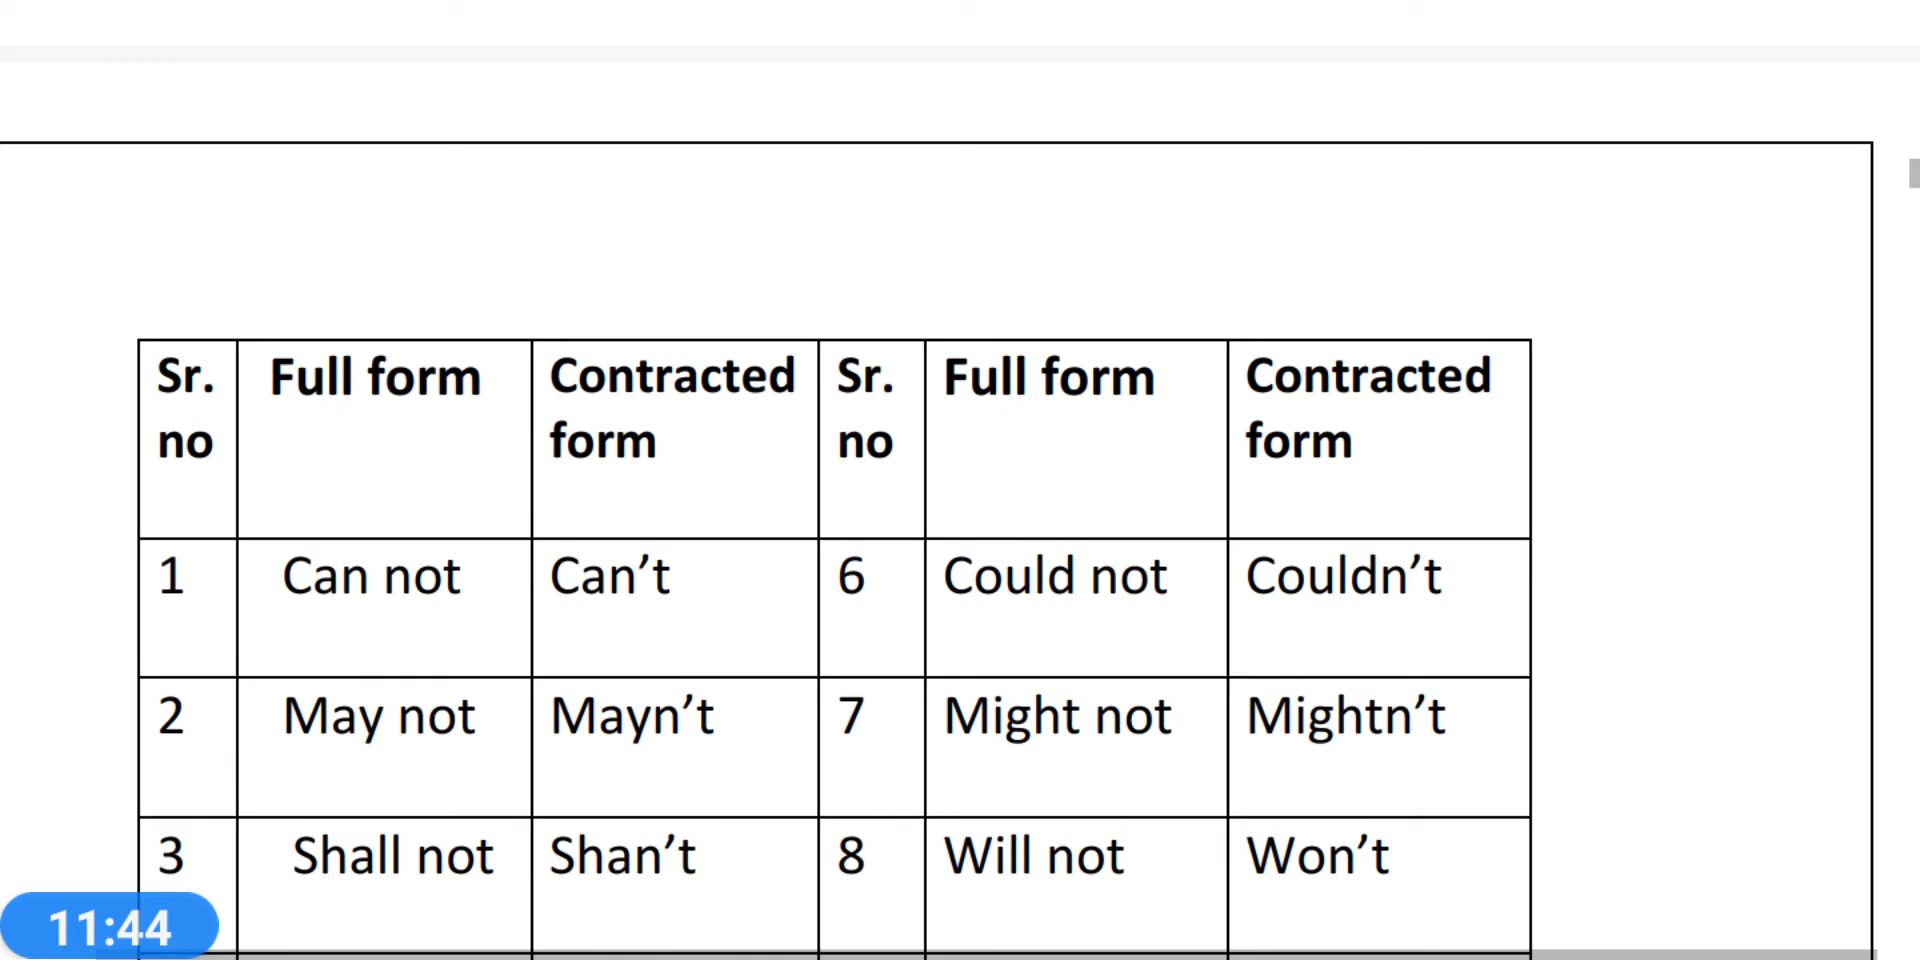 Sr. no Full form Contracted form Sr. no Full form Contracted form
1 Can not Can’t 6 Could not Couldn’t
2 May not Mayn’t 7 Might not Mightn’t
3 Shall not Shan’t 8 Will not Won’t
11:44